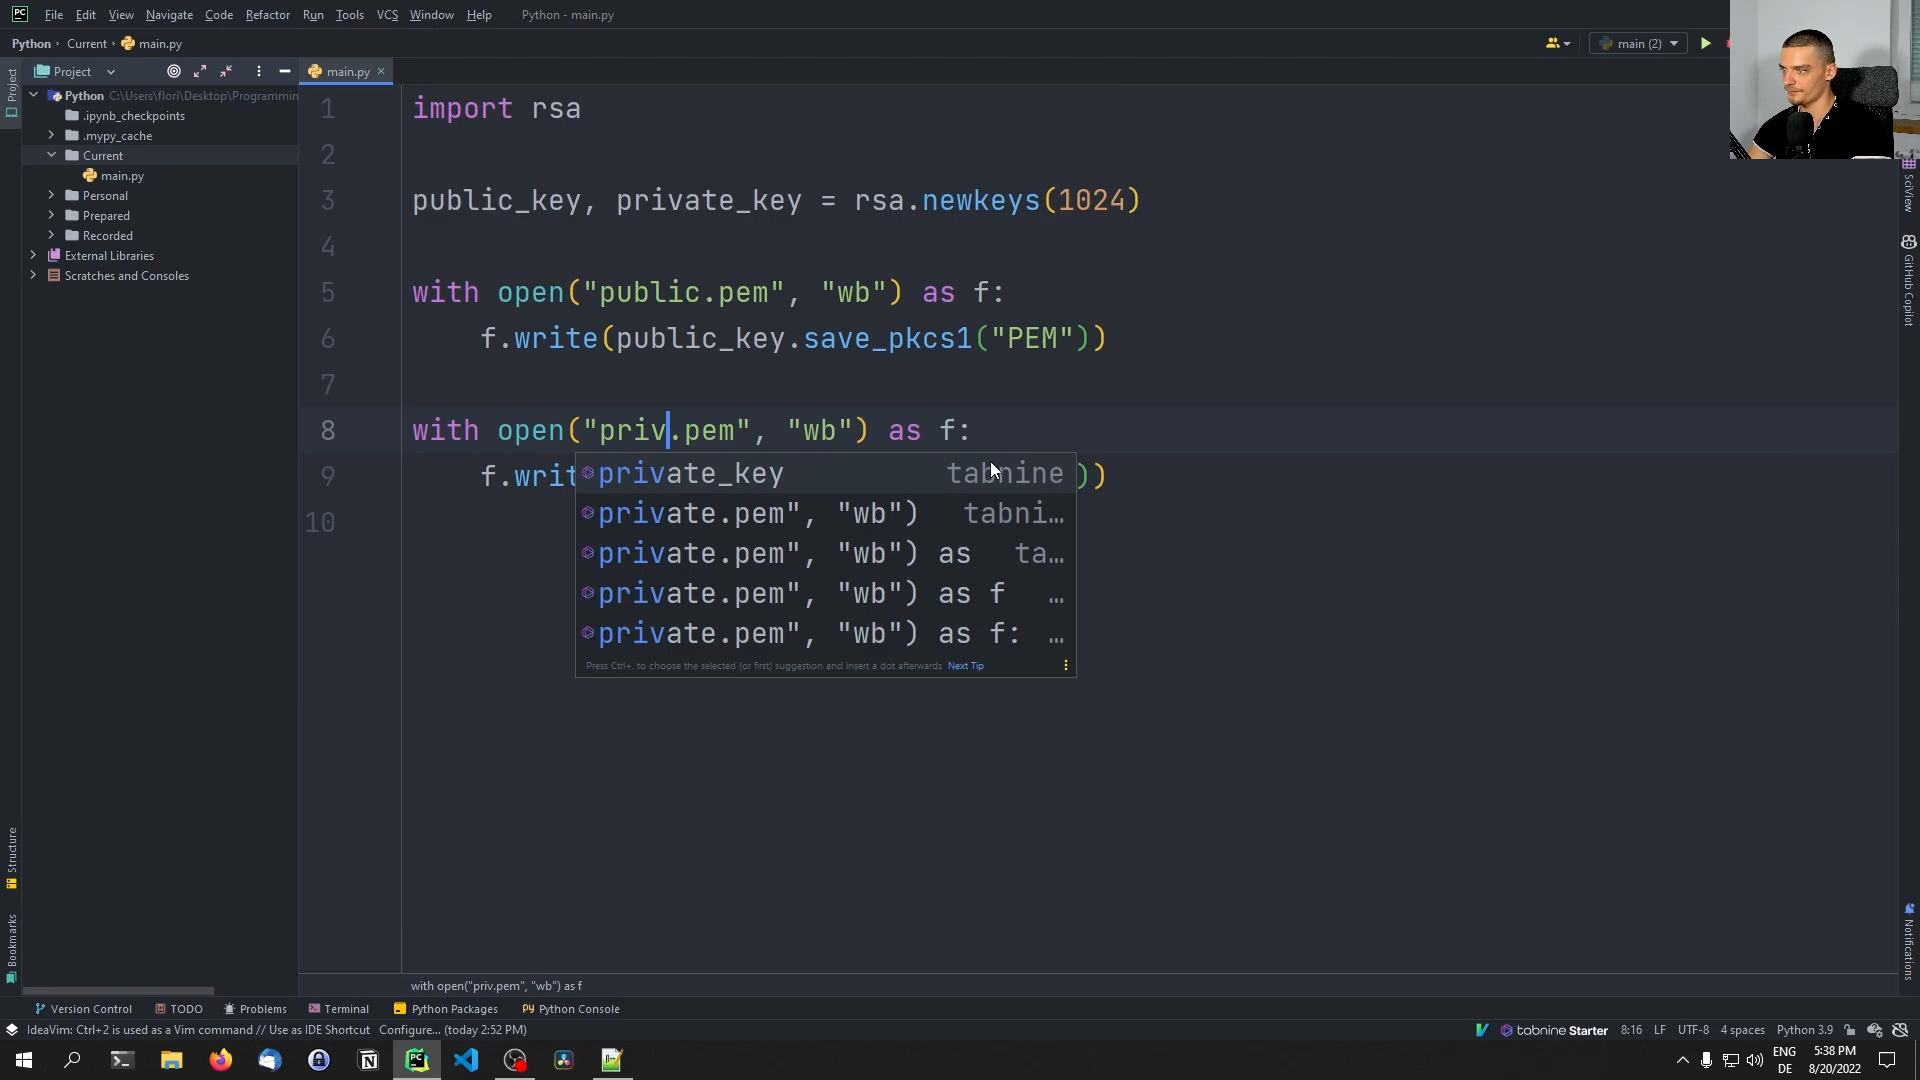 PC File Edit View Navigate Code Refactor Run Tools VCS Window Help Python - main.py
Python › Current › main.py
main (2)
Project
main.py ×
Project
Python C:\Users\flori\Desktop\Programmin
.ipynb_checkpoints
.mypy_cache
Current
main.py
Personal
Prepared
Recorded
External Libraries
Scratches and Consoles
1 import rsa
2
3 public_key, private_key = rsa.newkeys(1024)
4
5 with open("public.pem", "wb") as f:
6 f.write(public_key.save_pkcs1("PEM"))
7
8 with open("priv.pem", "wb") as f:
9 f.writ ))
10
private_key tabnine
private.pem", "wb") tabni…
private.pem", "wb") as ta…
private.pem", "wb") as f …
private.pem", "wb") as f: …
Press Ctrl+. to choose the selected (or first) suggestion and insert a dot afterwards Next Tip
SciView
GitHub Copilot
Notifications
Structure
Bookmarks
with open("priv.pem", "wb") as f
Version Control TODO Problems Terminal Python Packages Python Console
IdeaVim: Ctrl+2 is used as a Vim command // Use as IDE Shortcut Configure... (today 2:52 PM)
tabnine Starter 8:16 LF UTF-8 4 spaces Python 3.9
ENG
DE
5:38 PM
8/20/2022